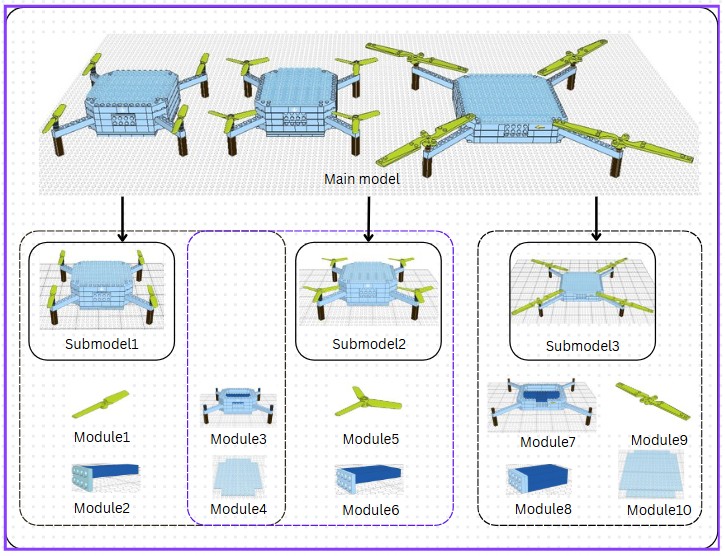 Main model
Submodel1
Submodel2
Submodel3
Module1
Module3
Module5
Module7
Module9
Module2
Module4
Module6
Module8
Module10